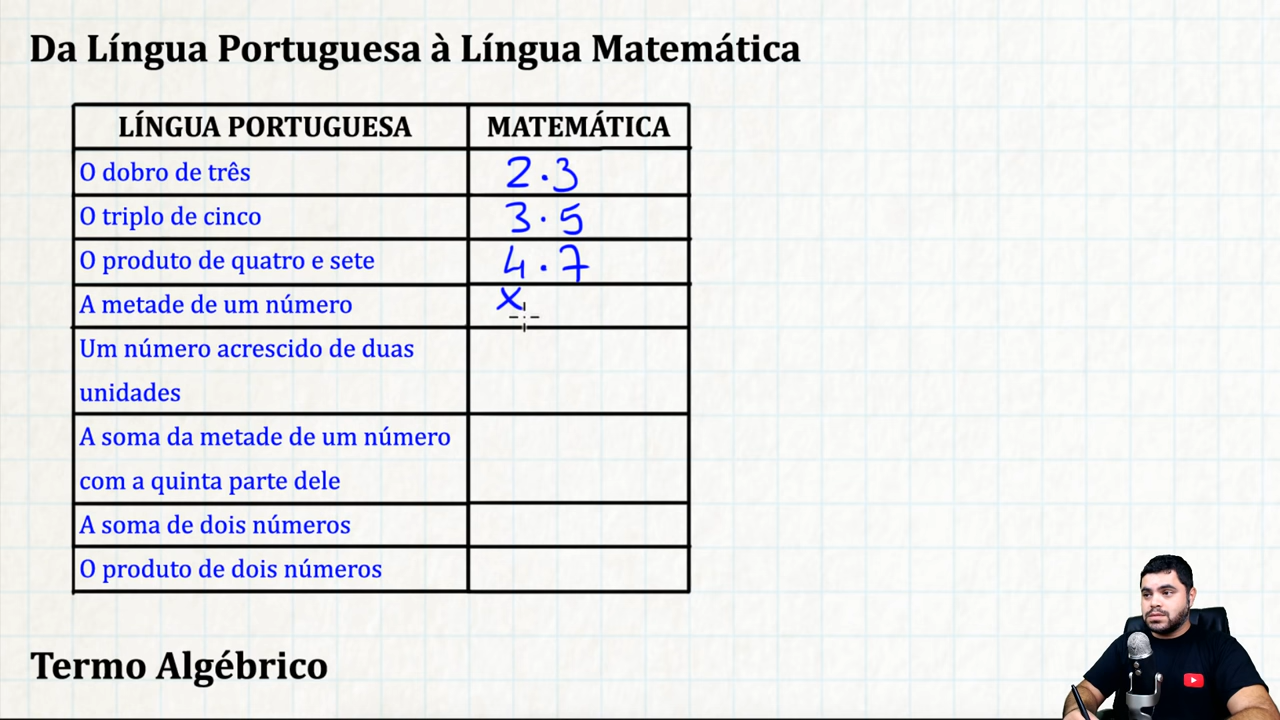 Da Língua Portuguesa à Língua Matemática
LÍNGUA PORTUGUESA MATEMÁTICA
O dobro de três 2·3
O triplo de cinco 3·5
O produto de quatro e sete 4·7
A metade de um número x
Um número acrescido de duas
unidades
A soma da metade de um número
com a quinta parte dele
A soma de dois números
O produto de dois números
Termo Algébrico